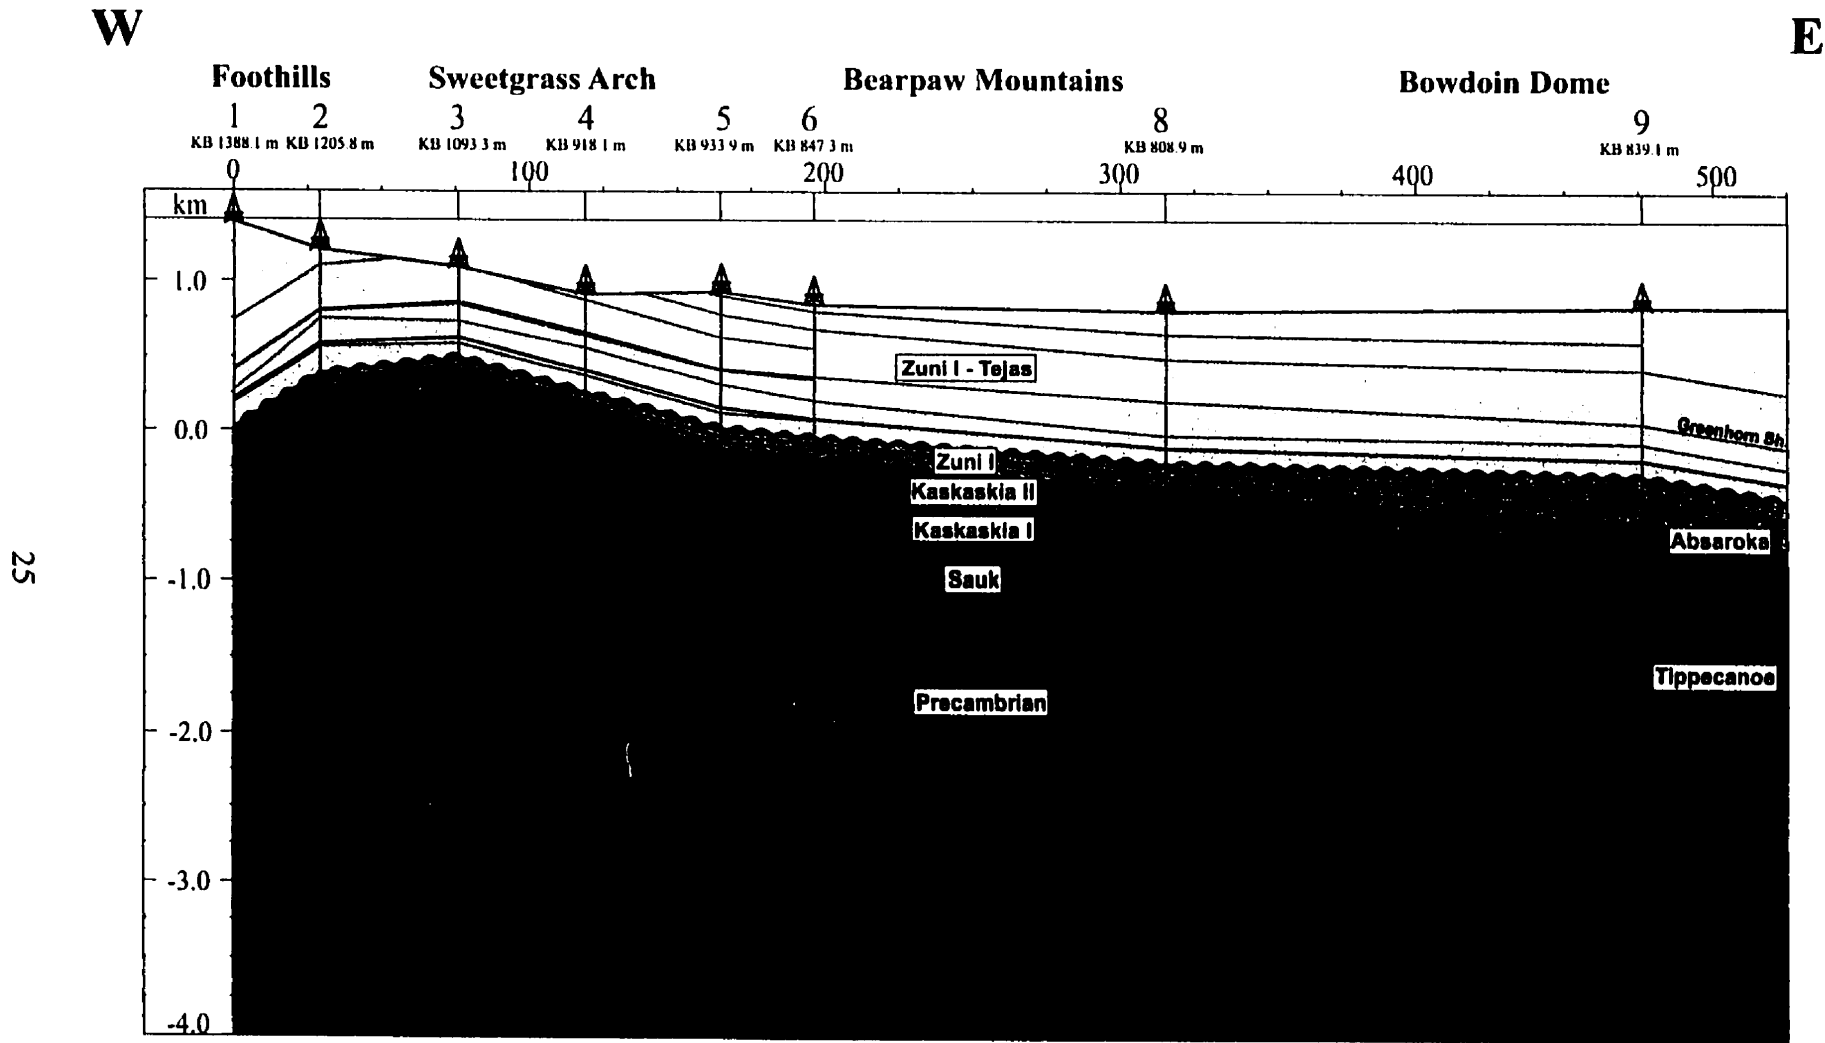 W E
Foothills Sweetgrass Arch Bearpaw Mountains Bowdoin Dome
1 2 3 4 5 6 8 9
KB 1388.1 m KB 1205.8 m KB 1093 3 m KB 918 1 m KB 933 9 m KB 847 3 m KB 808.9 m KB 839.1 m
0 100 200 300 400 500
km
1.0
Zuni I - Tejas
0.0
Greenhorn Sh.
Zuni I
Kaskaskia II
Kaskaskia I
Absaroka
25
-1.0
Sauk
Tippecanoe
Precambrian
-2.0
-3.0
-4.0